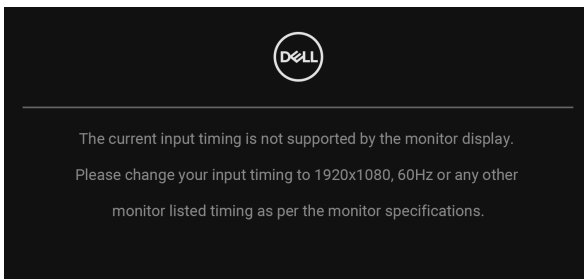 DELL
The current input timing is not supported by the monitor display.
Please change your input timing to 1920x1080, 60Hz or any other
monitor listed timing as per the monitor specifications.